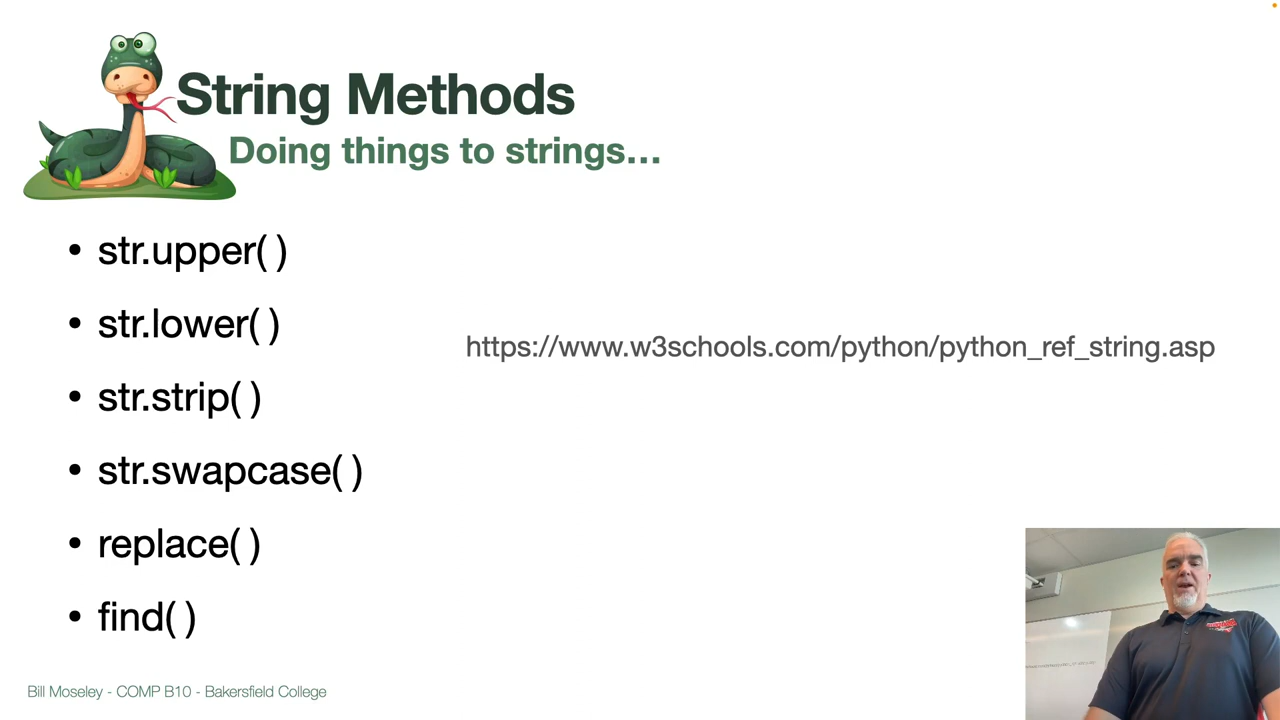 String Methods
Doing things to strings...
• str.upper( )
• str.lower( )
https://www.w3schools.com/python/python_ref_string.asp
• str.strip( )
• str.swapcase( )
• replace( )
• find( )
Bill Moseley - COMP B10 - Bakersfield College